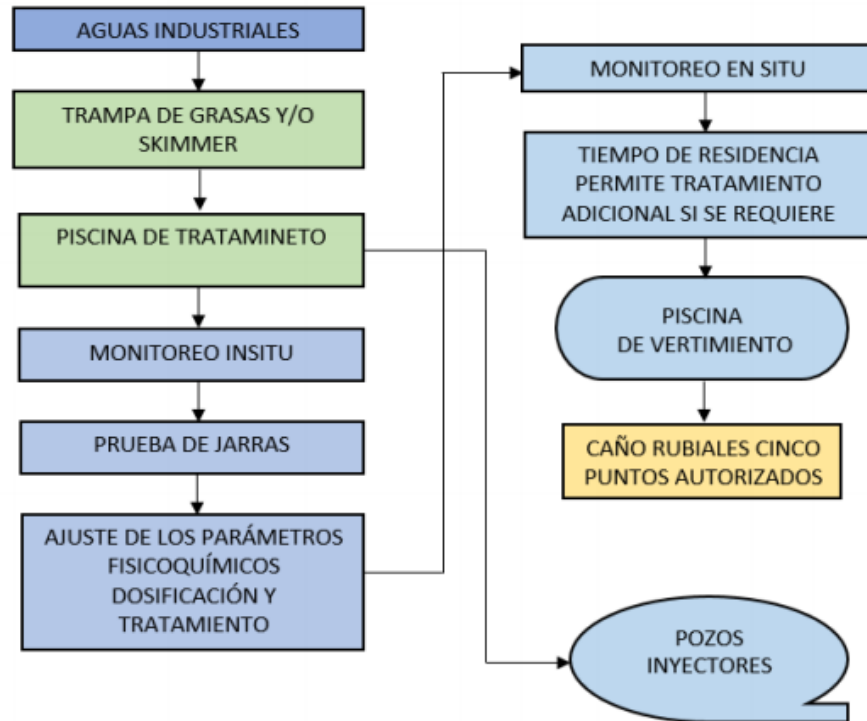 AGUAS INDUSTRIALES
TRAMPA DE GRASAS Y/O
SKIMMER
PISCINA DE TRATAMINETO
MONITOREO INSITU
PRUEBA DE JARRAS
AJUSTE DE LOS PARÁMETROS
FISICOQUÍMICOS
DOSIFICACIÓN Y
TRATAMIENTO
MONITOREO EN SITU
TIEMPO DE RESIDENCIA
PERMITE TRATAMIENTO
ADICIONAL SI SE REQUIERE
PISCINA
DE VERTIMIENTO
CAÑO RUBIALES CINCO
PUNTOS AUTORIZADOS
POZOS
INYECTORES